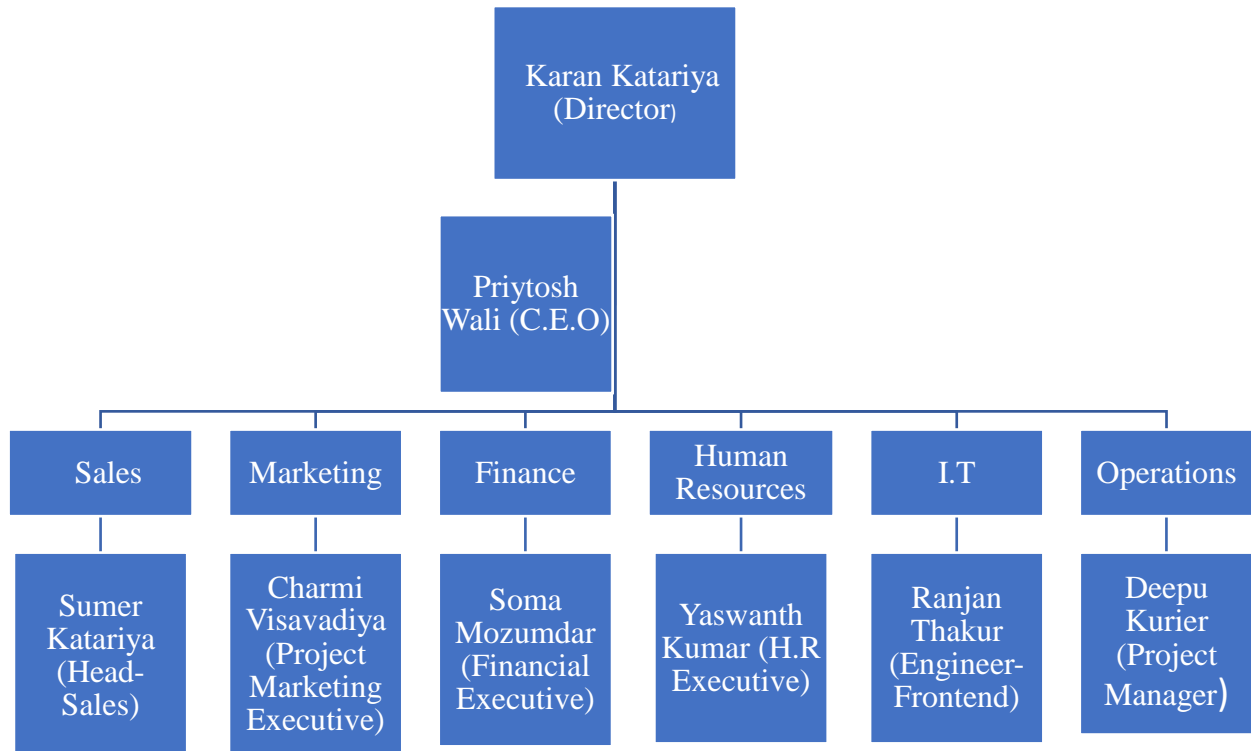 Karan Katariya
(Director)
Priytosh
Wali (C.E.O)
Sales
Marketing
Finance
Human
Resources
I.T
Operations
Sumer
Katariya
(Head-
Sales)
Charmi
Visavadiya
(Project
Marketing
Executive)
Soma
Mozumdar
(Financial
Executive)
Yaswanth
Kumar (H.R
Executive)
Ranjan
Thakur
(Engineer-
Frontend)
Deepu
Kurier
(Project
Manager)